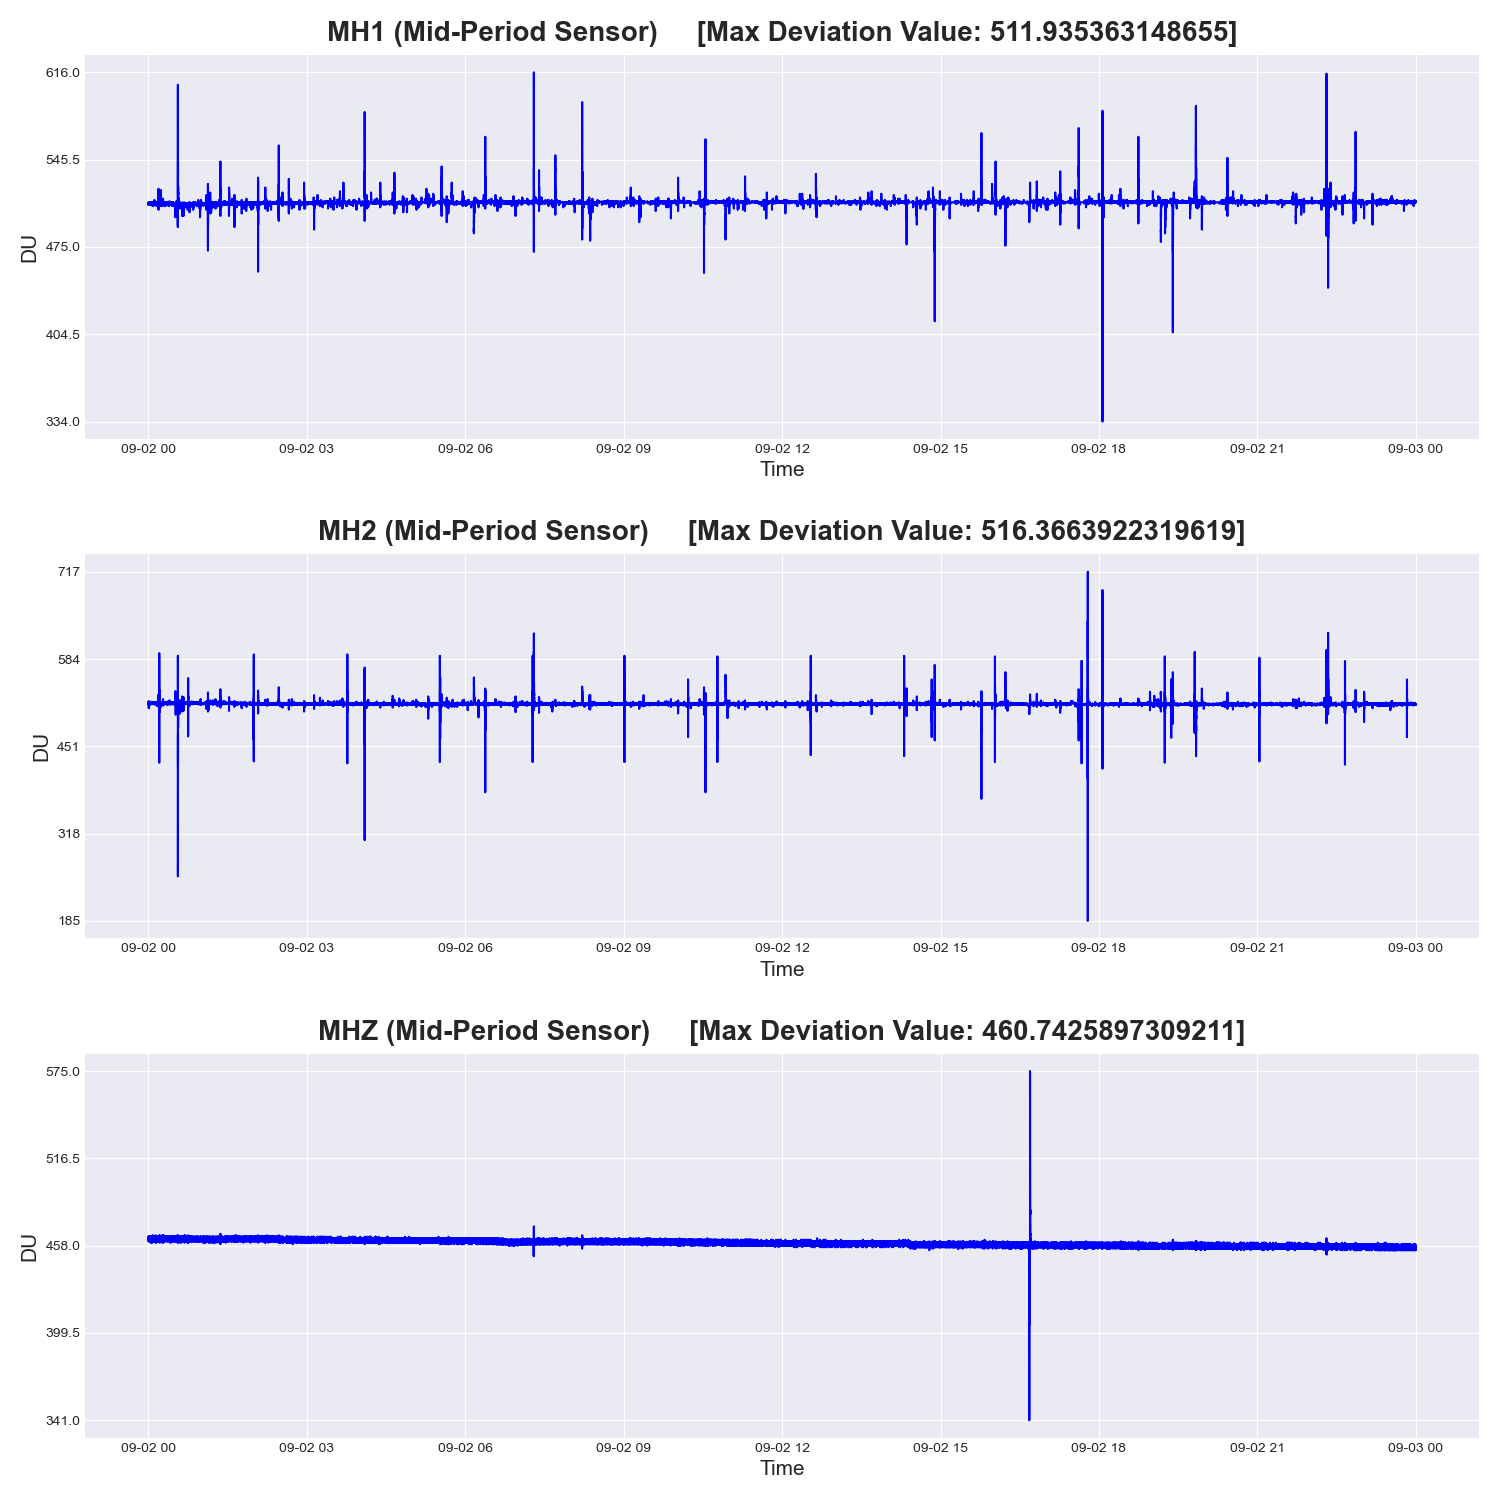 MH1 (Mid-Period Sensor) [Max Deviation Value: 511.935363148655]
616.0
545.5
475.0
404.5
334.0
DU
09-02 00 09-02 03 09-02 06 09-02 09 09-02 12 09-02 15 09-02 18 09-02 21 09-03 00
Time
MH2 (Mid-Period Sensor) [Max Deviation Value: 516.3663922319619]
717
584
451
318
185
DU
09-02 00 09-02 03 09-02 06 09-02 09 09-02 12 09-02 15 09-02 18 09-02 21 09-03 00
Time
MHZ (Mid-Period Sensor) [Max Deviation Value: 460.7425897309211]
575.0
516.5
458.0
399.5
341.0
DU
09-02 00 09-02 03 09-02 06 09-02 09 09-02 12 09-02 15 09-02 18 09-02 21 09-03 00
Time